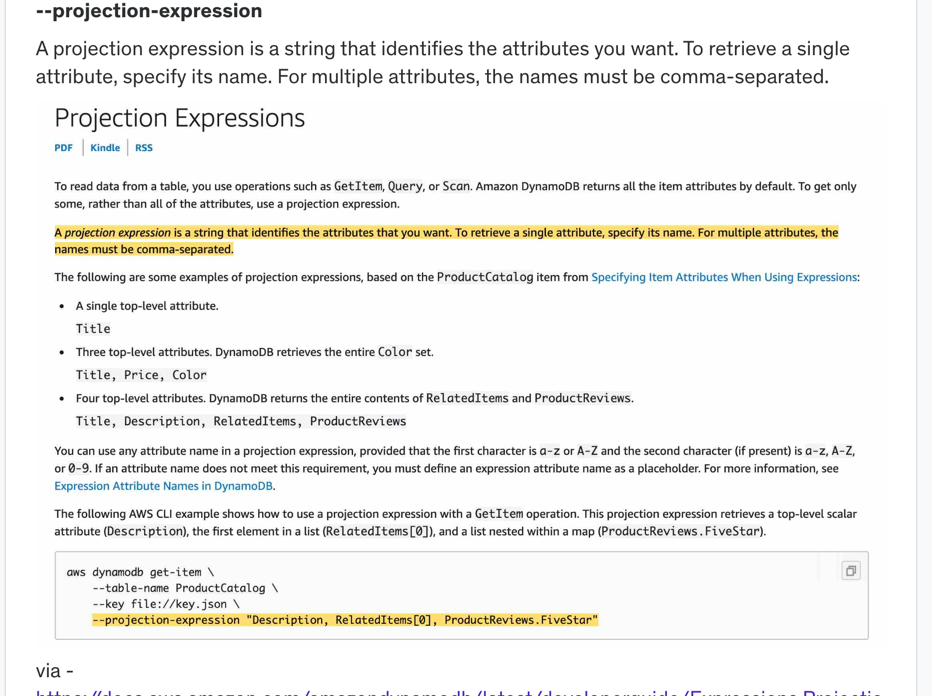 --projection-expression
A projection expression is a string that identifies the attributes you want. To retrieve a single
attribute, specify its name. For multiple attributes, the names must be comma-separated.
Projection Expressions
PDF | Kindle | RSS
To read data from a table, you use operations such as GetItem, Query, or Scan. Amazon DynamoDB returns all the item attributes by default. To get only
some, rather than all of the attributes, use a projection expression.
A projection expression is a string that identifies the attributes that you want. To retrieve a single attribute, specify its name. For multiple attributes, the
names must be comma-separated.
The following are some examples of projection expressions, based on the ProductCatalog item from Specifying Item Attributes When Using Expressions:
• A single top-level attribute.
Title
• Three top-level attributes. DynamoDB retrieves the entire Color set.
Title, Price, Color
• Four top-level attributes. DynamoDB returns the entire contents of RelatedItems and ProductReviews.
Title, Description, RelatedItems, ProductReviews
You can use any attribute name in a projection expression, provided that the first character is a-z or A-Z and the second character (if present) is a-z, A-Z,
or 0-9. If an attribute name does not meet this requirement, you must define an expression attribute name as a placeholder. For more information, see
Expression Attribute Names in DynamoDB.
The following AWS CLI example shows how to use a projection expression with a GetItem operation. This projection expression retrieves a top-level scalar
attribute (Description), the first element in a list (RelatedItems[0]), and a list nested within a map (ProductReviews.FiveStar).
aws dynamodb get-item \
--table-name ProductCatalog \
--key file://key.json \
--projection-expression "Description, RelatedItems[0], ProductReviews.FiveStar"
via -
https://docs.aws.amazon.com/amazondynamodb/latest/developerguide/Expressions.Projectio